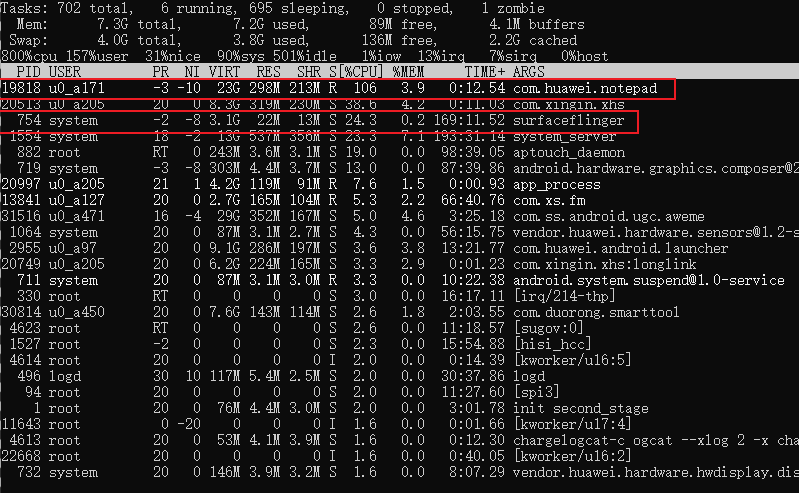 Tasks: 702 total,   6 running, 695 sleeping,   0 stopped,   1 zombie
Mem:    7.3G total,    7.2G used,     89M free,    4.1M buffers
Swap:    4.0G total,    3.8G used,    136M free,    2.2G cached
800%cpu 157%user  31%nice  90%sys 501%idle   1%iow  13%irq   7%sirq   0%host
PID USER         PR  NI VIRT  RES  SHR S[%CPU] %MEM     TIME+ ARGS
19818 u0_a171      -3 -10  23G 298M 213M R  106   3.9   0:12.54 com.huawei.notepad
20513 u0_a205      20   0 8.3G 319M 230M S 38.6   4.2   0:11.03 com.xingin.xhs
754 system       -2  -8 3.1G  22M  13M S 24.3   0.2 169:11.52 surfaceflinger
1554 system       18  -2  13G 537M 356M S 23.3   7.1 193:31.14 system_server
882 root         RT   0 243M 3.6M 3.1M S 19.0   0.0  98:39.05 aptouch_daemon
719 system       -3  -8 303M 4.4M 3.7M S 13.0   0.0  87:39.86 android.hardware.graphics.composer@2
20997 u0_a205      21   1 4.2G 119M  91M R  7.6   1.5   0:00.93 app_process
13841 u0_a127      20   0 2.7G 165M 104M R  5.3   2.2  66:40.76 com.xs.fm
31516 u0_a471      16  -4  29G 352M 167M S  5.0   4.6   3:25.18 com.ss.android.ugc.aweme
1064 system       20   0  87M 3.1M 2.7M S  4.3   0.0  56:15.75 vendor.huawei.hardware.sensors@1.2-s
2955 u0_a97       20   0 9.1G 286M 197M S  3.6   3.8  13:21.77 com.huawei.android.launcher
20749 u0_a205      20   0 6.2G 224M 165M S  3.3   2.9   0:01.23 com.xingin.xhs:longlink
711 system       20   0  87M 3.1M 3.0M R  3.3   0.0  10:22.38 android.system.suspend@1.0-service
330 root         RT   0    0    0    0 S  3.0   0.0  16:17.11 [irq/214-thp]
30814 u0_a450      20   0 7.6G 143M 114M S  2.6   1.8   2:03.55 com.duorong.smarttool
4623 root         RT   0    0    0    0 S  2.6   0.0  11:18.57 [sugov:0]
1527 root         -2   0    0    0    0 S  2.3   0.0  15:54.88 [hisi_hcc]
4614 root         20   0    0    0    0 I  2.0   0.0   0:14.39 [kworker/u16:5]
496 logd         30  10 117M 5.4M 2.5M S  2.0   0.0  30:37.86 logd
94 root         20   0    0    0    0 S  2.0   0.0  11:27.60 [spi3]
1 root         20   0  76M 4.4M 3.0M S  2.0   0.0   3:01.78 init second_stage
11643 root          0 -20    0    0    0 I  1.6   0.0   0:01.66 [kworker/u17:4]
4613 root         20   0  53M 4.1M 3.9M S  1.6   0.0   0:12.30 chargelogcat-c ogcat --xlog 2 -x cha
22668 root         20   0    0    0    0 I  1.6   0.0   0:40.05 [kworker/u16:2]
732 system       20   0 146M 3.9M 3.2M S  1.6   0.0   8:07.29 vendor.huawei.hardware.hwdisplay.dis